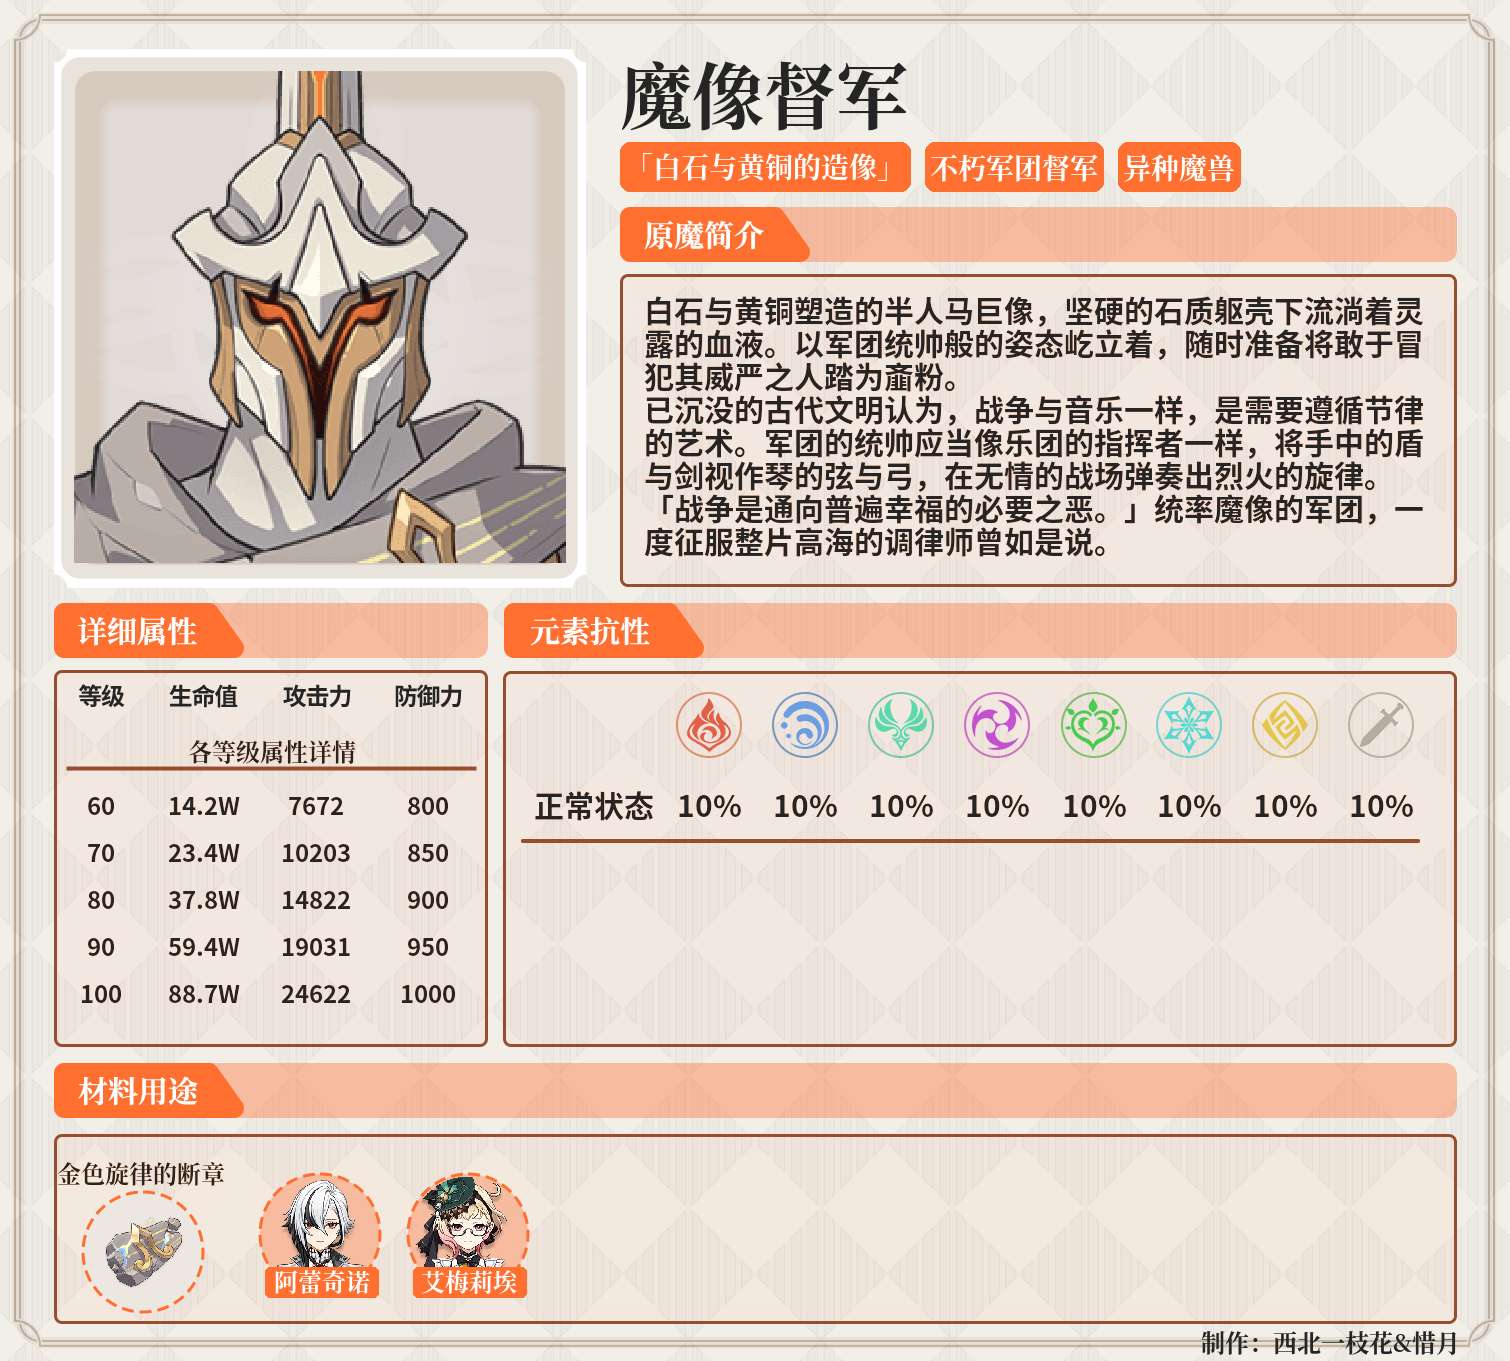 魔像督军
「白石与黄铜的造像」 不朽军团督军 异种魔兽
原魔简介
白石与黄铜塑造的半人马巨像，坚硬的石质躯壳下流淌着灵
露的血液。以军团统帅般的姿态屹立着，随时准备将敢于冒
犯其威严之人踏为齑粉。
已沉没的古代文明认为，战争与音乐一样，是需要遵循节律
的艺术。军团的统帅应当像乐团的指挥者一样，将手中的盾
与剑视作琴的弦与弓，在无情的战场弹奏出烈火的旋律。
「战争是通向普遍幸福的必要之恶。」统率魔像的军团，一
度征服整片高海的调律师曾如是说。
详细属性
等级 生命值 攻击力 防御力
各等级属性详情
60 14.2W 7672 800
70 23.4W 10203 850
80 37.8W 14822 900
90 59.4W 19031 950
100 88.7W 24622 1000
元素抗性
正常状态 10% 10% 10% 10% 10% 10% 10% 10%
材料用途
金色旋律的断章
阿蕾奇诺 艾梅莉埃
制作：西北一枝花&惜月